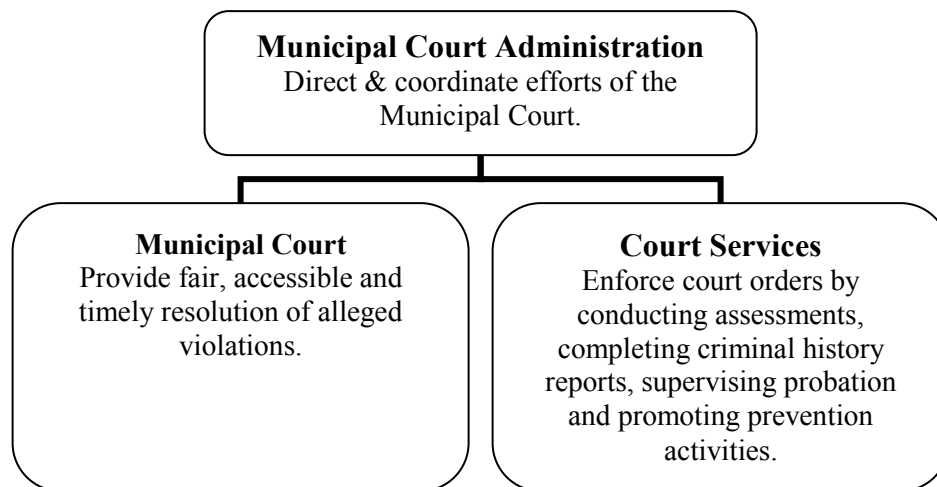 Municipal Court Administration
Direct & coordinate efforts of the
Municipal Court.
Municipal Court
Provide fair, accessible and
timely resolution of alleged
violations.
Court Services
Enforce court orders by
conducting assessments,
completing criminal history
reports, supervising probation
and promoting prevention
activities.